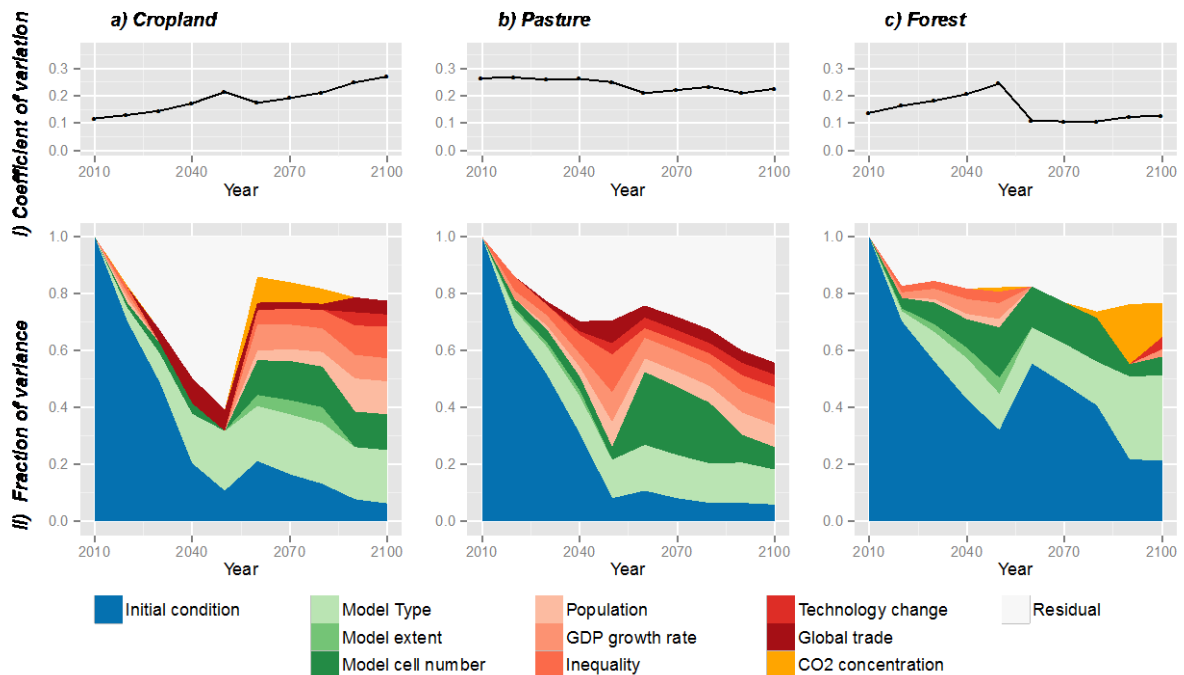 a) Cropland
b) Pasture
c) Forest
i) Coefficient of variation
0.3
0.2
0.1
0.0
2010 2040 2070 2100
Year
0.3
0.2
0.1
0.0
2010 2040 2070 2100
Year
0.3
0.2
0.1
0.0
2010 2040 2070 2100
Year
ii) Fraction of variance
1.0
0.8
0.6
0.4
0.2
0.0
2010 2040 2070 2100
Year
1.0
0.8
0.6
0.4
0.2
0.0
2010 2040 2070 2100
Year
1.0
0.8
0.6
0.4
0.2
0.0
2010 2040 2070 2100
Year
Initial condition
Model Type
Model extent
Model cell number
Population
GDP growth rate
Inequality
Technology change
Global trade
CO2 concentration
Residual